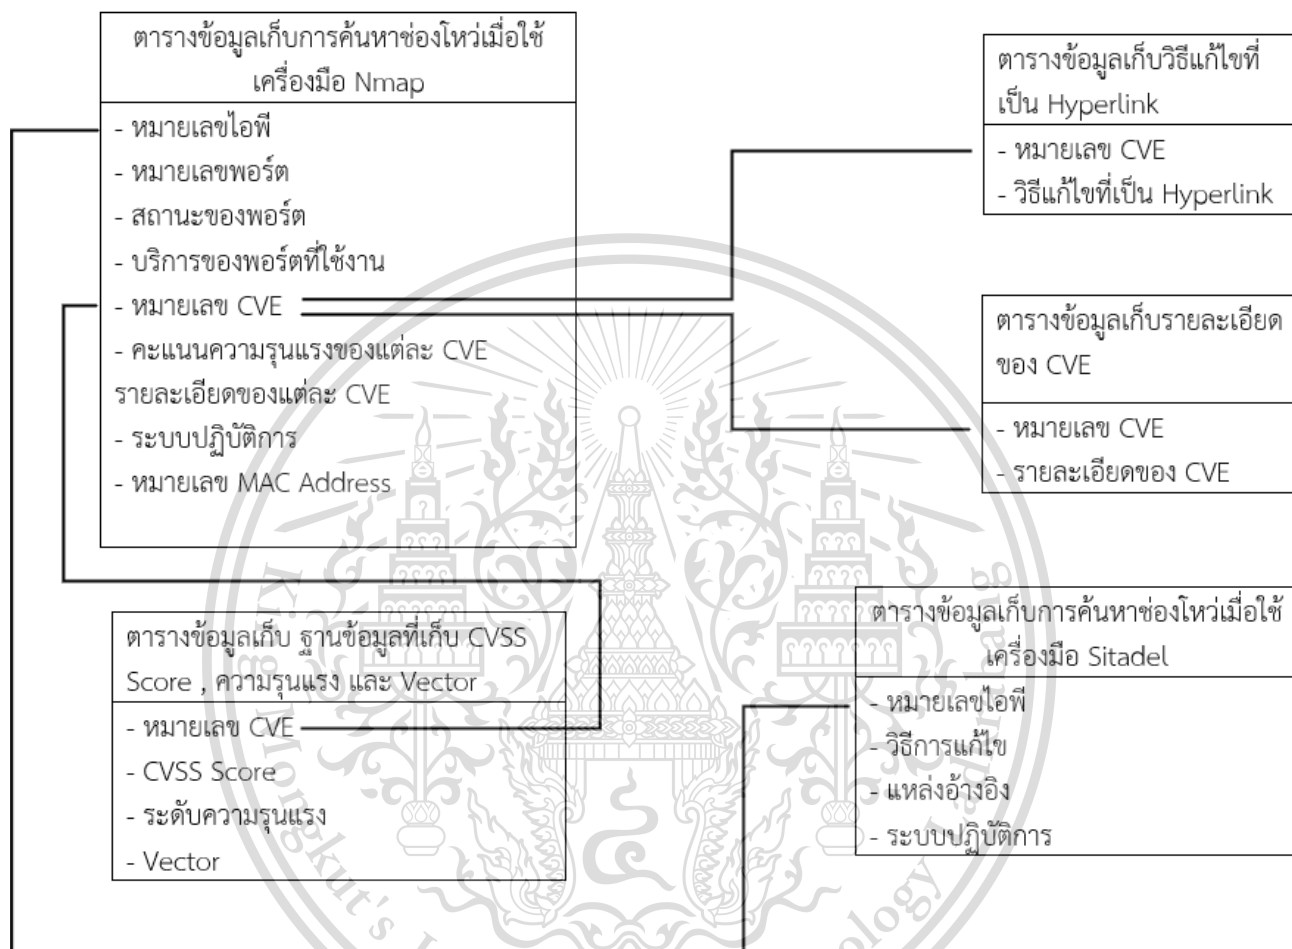 ตารางข้อมูลเก็บการค้นหาช่องโหว่เมื่อใช้
เครื่องมือ Nmap
- หมายเลขไอพี
- หมายเลขพอร์ต
- สถานะของพอร์ต
- บริการของพอร์ตที่ใช้งาน
- หมายเลข CVE
- คะแนนความรุนแรงของแต่ละ CVE
รายละเอียดของแต่ละ CVE
- ระบบปฏิบัติการ
- หมายเลข MAC Address
ตารางข้อมูลเก็บวิธีแก้ไขที่
เป็น Hyperlink
- หมายเลข CVE
- วิธีแก้ไขที่เป็น Hyperlink
ตารางข้อมูลเก็บรายละเอียด
ของ CVE
- หมายเลข CVE
- รายละเอียดของ CVE
ตารางข้อมูลเก็บ ฐานข้อมูลที่เก็บ CVSS
Score , ความรุนแรง และ Vector
- หมายเลข CVE
- CVSS Score
- ระดับความรุนแรง
- Vector
ตารางข้อมูลเก็บการค้นหาช่องโหว่เมื่อใช้
เครื่องมือ Sitadel
- หมายเลขไอพี
- วิธีการแก้ไข
- แหล่งอ้างอิง
- ระบบปฏิบัติการ